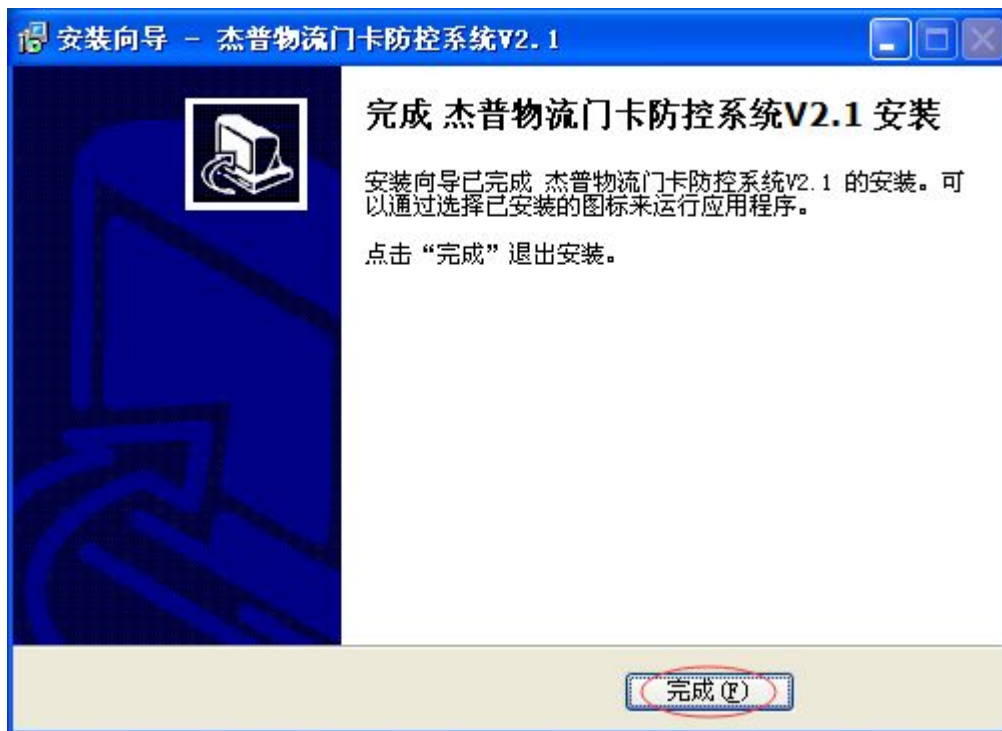 安装向导 - 杰普物流门卡防控系统V2.1
完成 杰普物流门卡防控系统V2.1 安装
安装向导已完成 杰普物流门卡防控系统V2.1 的安装。可
以通过选择已安装的图标来运行应用程序。
点击“完成”退出安装。
完成(F)